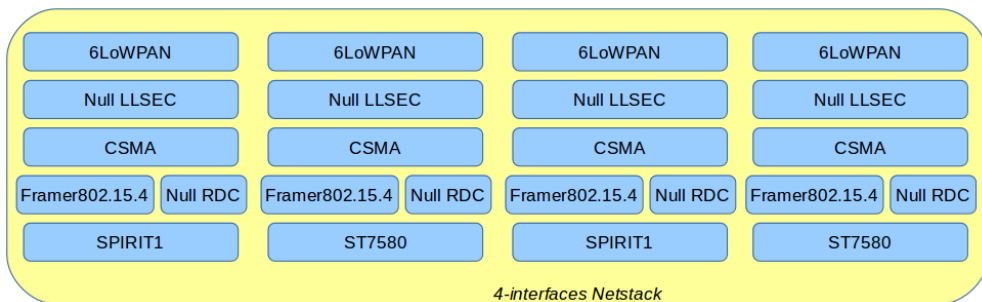 6LoWPAN 6LoWPAN 6LoWPAN 6LoWPAN
Null LLSEC Null LLSEC Null LLSEC Null LLSEC
CSMA CSMA CSMA CSMA
Framer802.15.4 Null RDC Framer802.15.4 Null RDC Framer802.15.4 Null RDC Framer802.15.4 Null RDC
SPIRIT1 ST7580 SPIRIT1 ST7580
4-interfaces Netstack